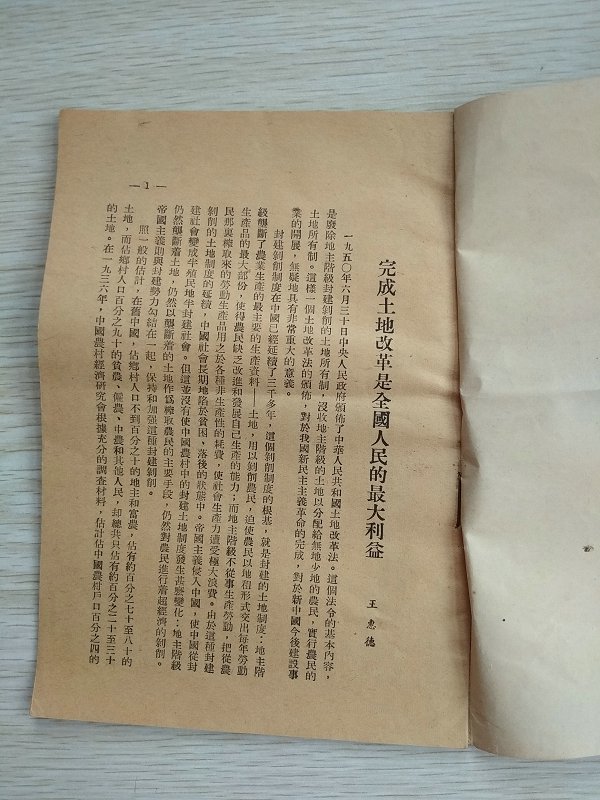 完成土地改革是全國人民的最大利益
王惠德
一九五〇年六月三十日中央人民政府頒佈了中華人民共和國土地改革法。這個法令的基本內容，
是廢除地主階級封建剝削的土地所有制，沒收地主階級的土地以分配給無地少地的農民，實行農民的
土地所有制。這樣一個土地改革法的頒佈，對於我國新民主主義革命的完成，對於新中國今後建設事
業的開展，無疑地具有非常重大的意義。
封建剝削制度在中國已經延續了三千多年，這個剝削制度的根基，就是封建的土地制度：地主階
級壟斷了農業生產的最主要的生產資料——土地，用以剝削農民，迫使農民以地租形式交出每年勞動
生產品的最大部份，使得農民缺乏改進和發展自己生產的能力；而地主階級不從事生產勞動，把從農
民那裏榨取來的勞動生產品用之於各種非生產性的耗費，使社會生產力遭受極大浪費。由於這種封建
剝削的土地制度的延續，中國社會長期地陷於貧困、落後的狀態中。帝國主義侵入中國，使中國從封
建社會變成半殖民地半封建社會。但這並沒有使中國農村中的封建土地制度發生甚麼變化：地主階級
仍然壟斷着土地，仍然以壟斷着的土地作爲榨取農民的主要手段，仍然對農民進行着超經濟的剝削。
帝國主義則與封建勢力勾結在一起，保持和加強這種封建剝削。
照一般的估計，在舊中國，佔鄉村人口不到百分之十的地主和富農，佔有約百分之七十至八十的
土地，而佔鄉村人口百分之九十的貧農、僱農、中農和其他人民，却總共只佔有約百分之二十至三十
的土地。在一九三六年，中國農村經濟研究會根據充分的調查材料，估計佔中國農村戶口百分之四的
—1—